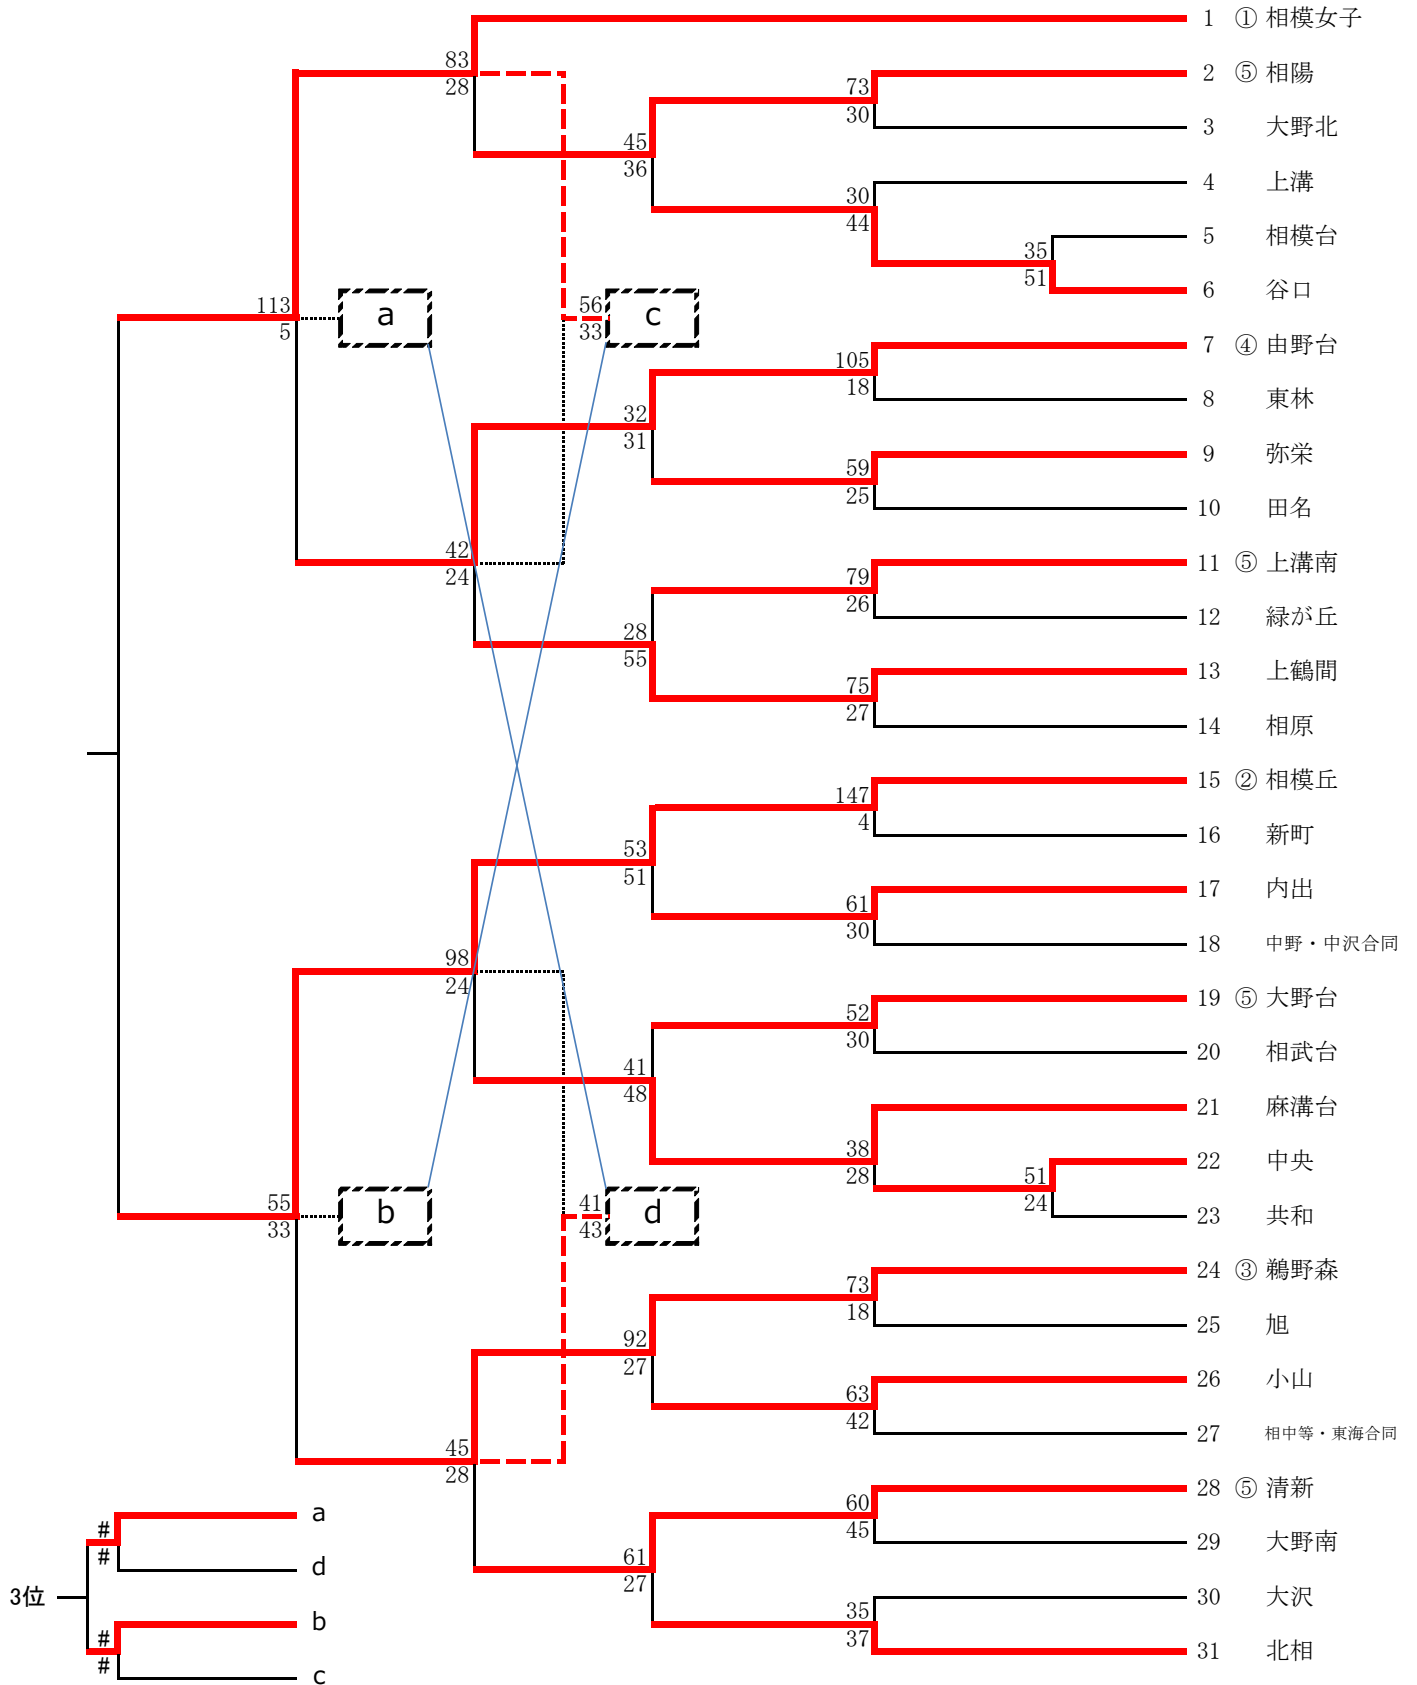 1 ① 相模女子
83
28
2 ⑤ 相陽
73
30
3 大野北
45
36
4 上溝
30
44
5 相模台
35
51
6 谷口
113
5
a
56
33
c
7 ④ 由野台
105
18
8 東林
32
31
9 弥栄
59
25
10 田名
42
24
11 ⑤ 上溝南
79
26
12 緑が丘
28
55
13 上鶴間
75
27
14 相原
15 ② 相模丘
147
4
16 新町
53
51
17 内出
61
30
18 中野・中沢合同
98
24
19 ⑤ 大野台
52
30
20 相武台
41
48
21 麻溝台
38
28
22 中央
51
24
23 共和
55
33
b
41
43
d
24 ③ 鵜野森
73
18
25 旭
92
27
26 小山
63
42
27 相中等・東海合同
45
28
28 ⑤ 清新
60
45
29 大野南
61
27
30 大沢
35
37
31 北相
a
#
#
d
3位
b
#
#
c